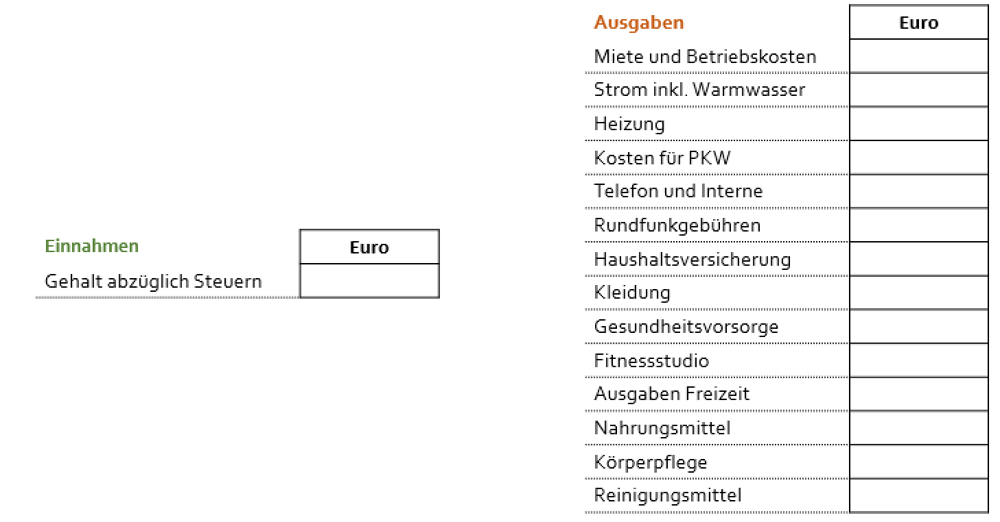 Ausgaben Euro
Miete und Betriebskosten
Strom inkl. Warmwasser
Heizung
Kosten für PKW
Telefon und Interne
Rundfunkgebühren
Haushaltsversicherung
Kleidung
Gesundheitsvorsorge
Fitnessstudio
Ausgaben Freizeit
Nahrungsmittel
Körperpflege
Reinigungsmittel
Einnahmen Euro
Gehalt abzüglich Steuern